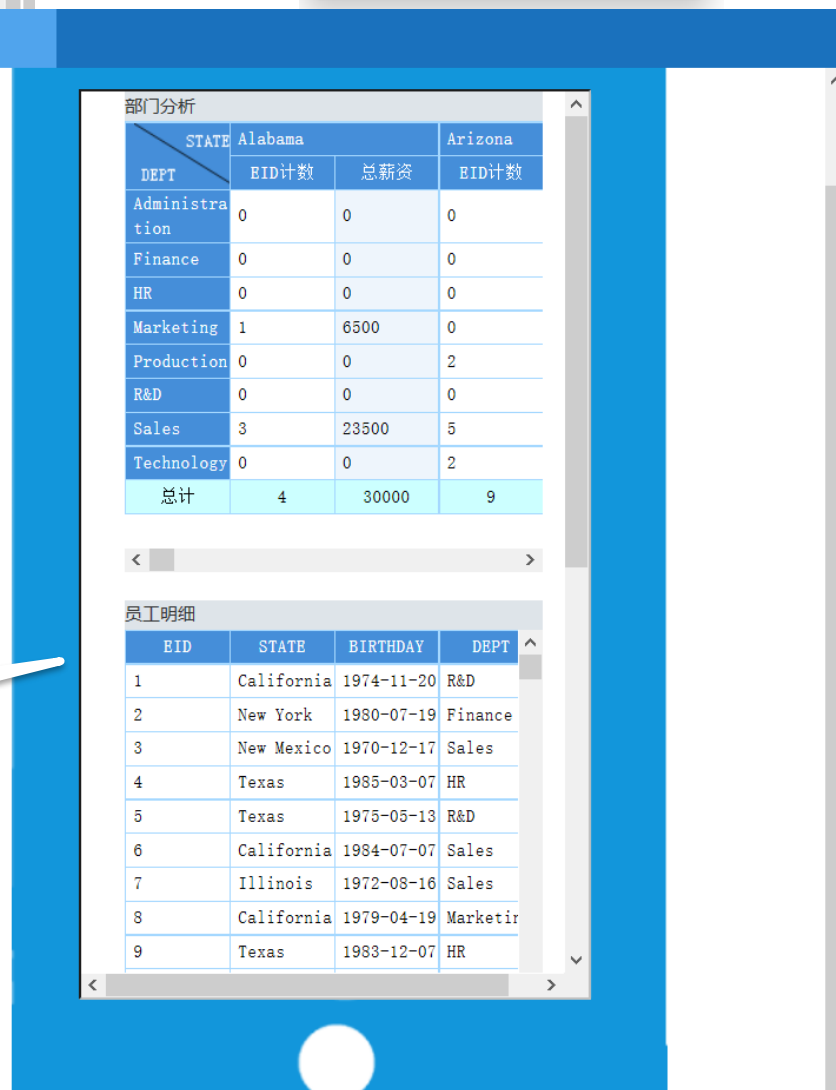 部门分析
STATE Alabama Arizona
DEPT EID计数 总薪资 EID计数
Administra
tion 0 0 0
Finance 0 0 0
HR 0 0 0
Marketing 1 6500 0
Production 0 0 2
R&D 0 0 0
Sales 3 23500 5
Technology 0 0 2
总计 4 30000 9
员工明细
EID STATE BIRTHDAY DEPT
1 California 1974-11-20 R&D
2 New York 1980-07-19 Finance
3 New Mexico 1970-12-17 Sales
4 Texas 1985-03-07 HR
5 Texas 1975-05-13 R&D
6 California 1984-07-07 Sales
7 Illinois 1972-08-16 Sales
8 California 1979-04-19 Marketin
9 Texas 1983-12-07 HR